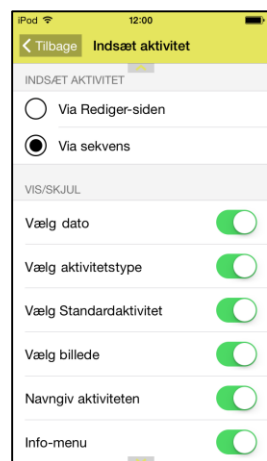 iPod 12:00
Tilbage Indsæt aktivitet
INDSÆT AKTIVITET
Via Rediger-siden
Via sekvens
VIS/SKJUL
Vælg dato
Vælg aktivitetstype
Vælg Standardaktivitet
Vælg billede
Navngiv aktiviteten
Info-menu